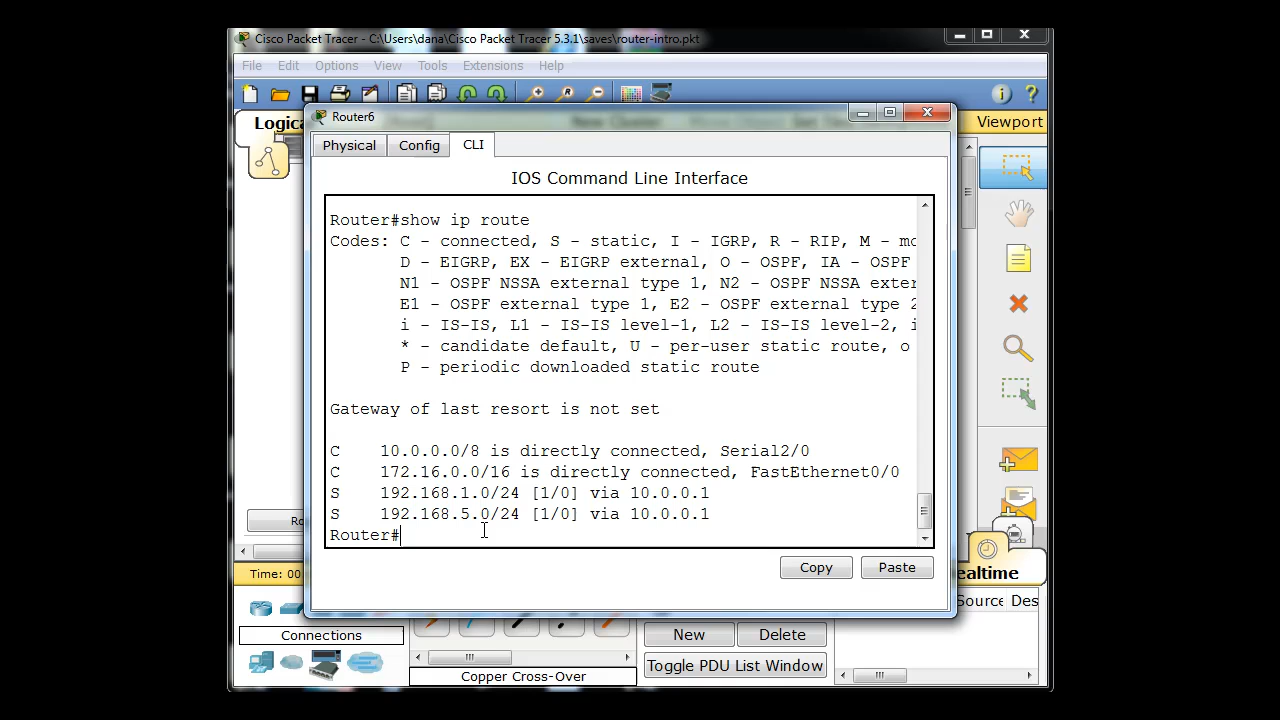 Cisco Packet Tracer - C:\Users\dana\Cisco Packet Tracer 5.3.1\saves\router-intro.pkt
File Edit Options View Tools Extensions Help
Router6
Viewport
Physical Config CLI
IOS Command Line Interface
Router#show ip route
Codes: C - connected, S - static, I - IGRP, R - RIP, M -
D - EIGRP, EX - EIGRP external, O - OSPF, IA - OSPF
N1 - OSPF NSSA external type 1, N2 - OSPF NSSA
E1 - OSPF external type 1, E2 - OSPF external type 2
i - IS-IS, L1 - IS-IS level-1, L2 - IS-IS level-2, i
* - candidate default, U - per-user static route, o
P - periodic downloaded static route
Gateway of last resort is not set
C 10.0.0.0/8 is directly connected, Serial2/0
C 172.16.0.0/16 is directly connected, FastEthernet0/0
S 192.168.1.0/24 [1/0] via 10.0.0.1
S 192.168.5.0/24 [1/0] via 10.0.0.1
Router#
Copy Paste
Time: 00
Connections
New Delete
Toggle PDU List Window
Copper Cross-Over